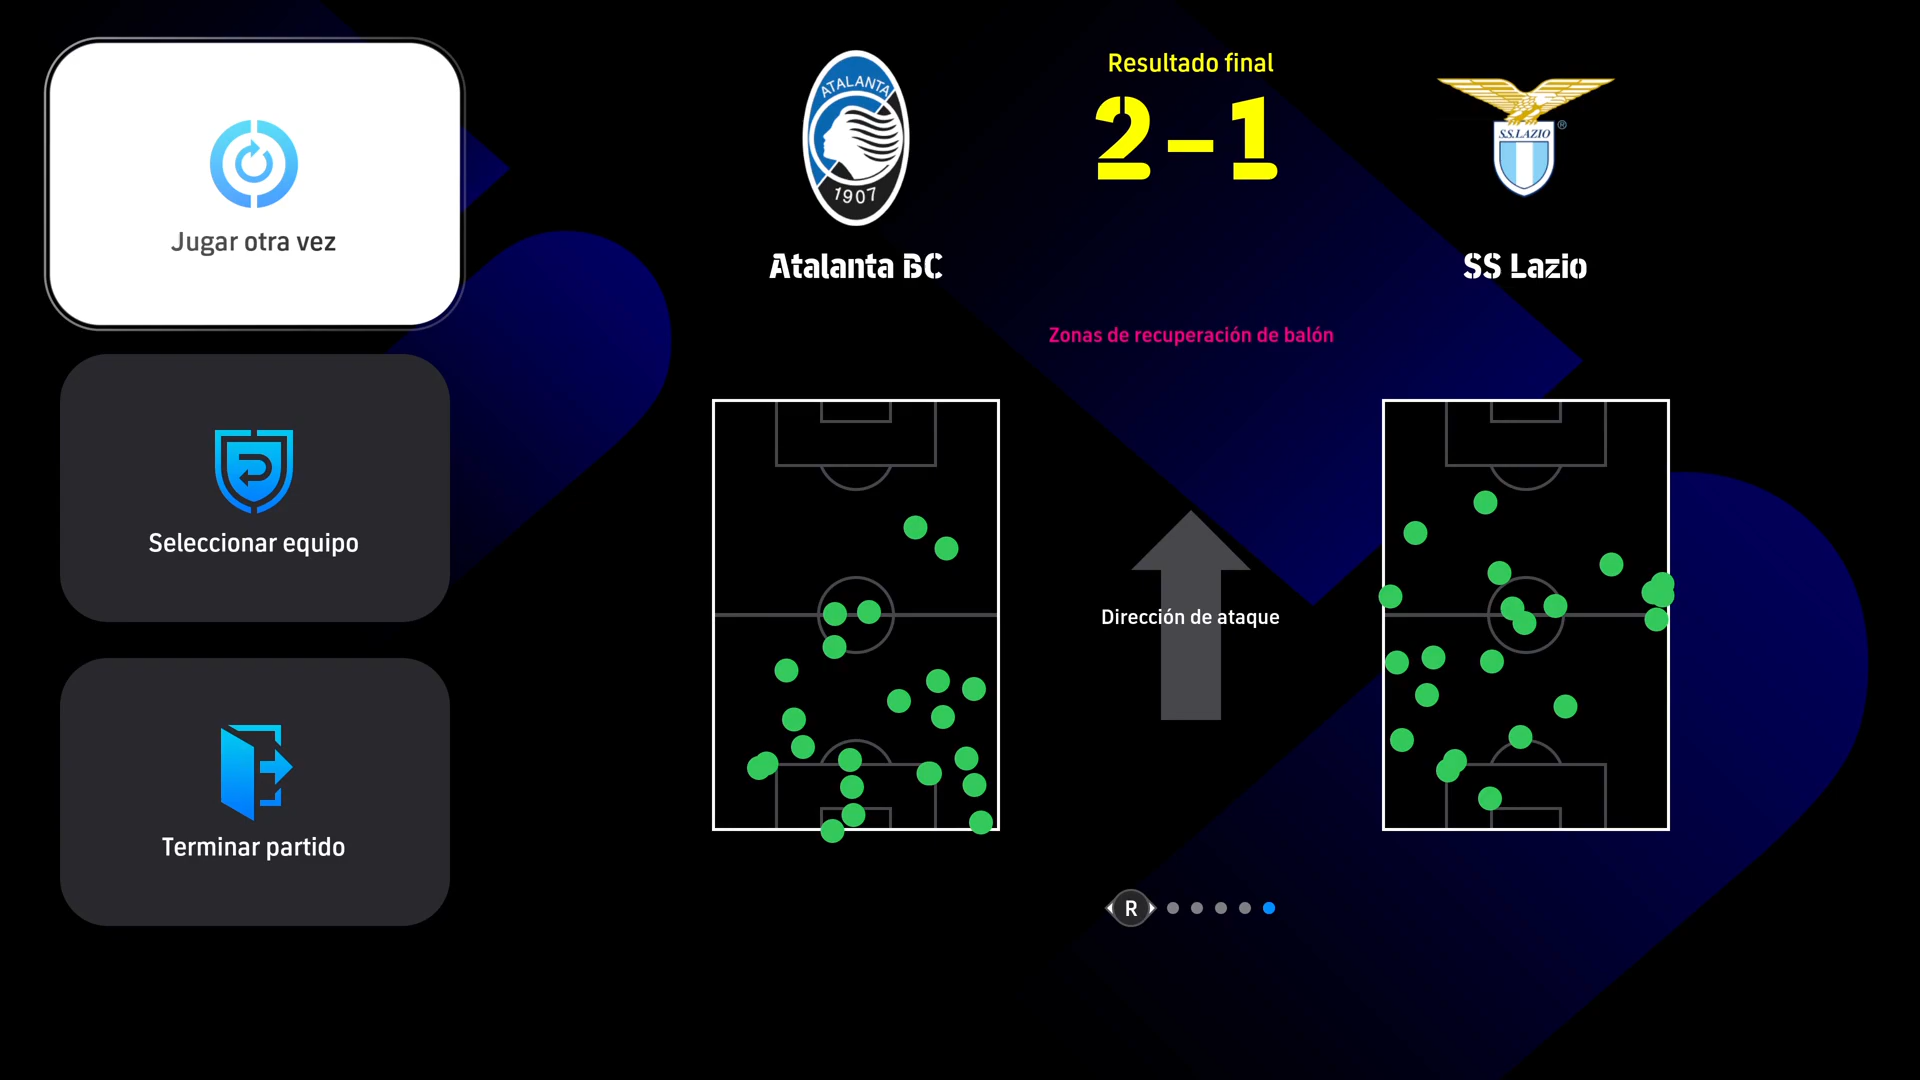 Jugar otra vez
Seleccionar equipo
Terminar partido
ATALANTA
1907
Atalanta BC
Resultado final
2-1
S.S.LAZIO
®
SS Lazio
Zonas de recuperación de balón
Dirección de ataque
R